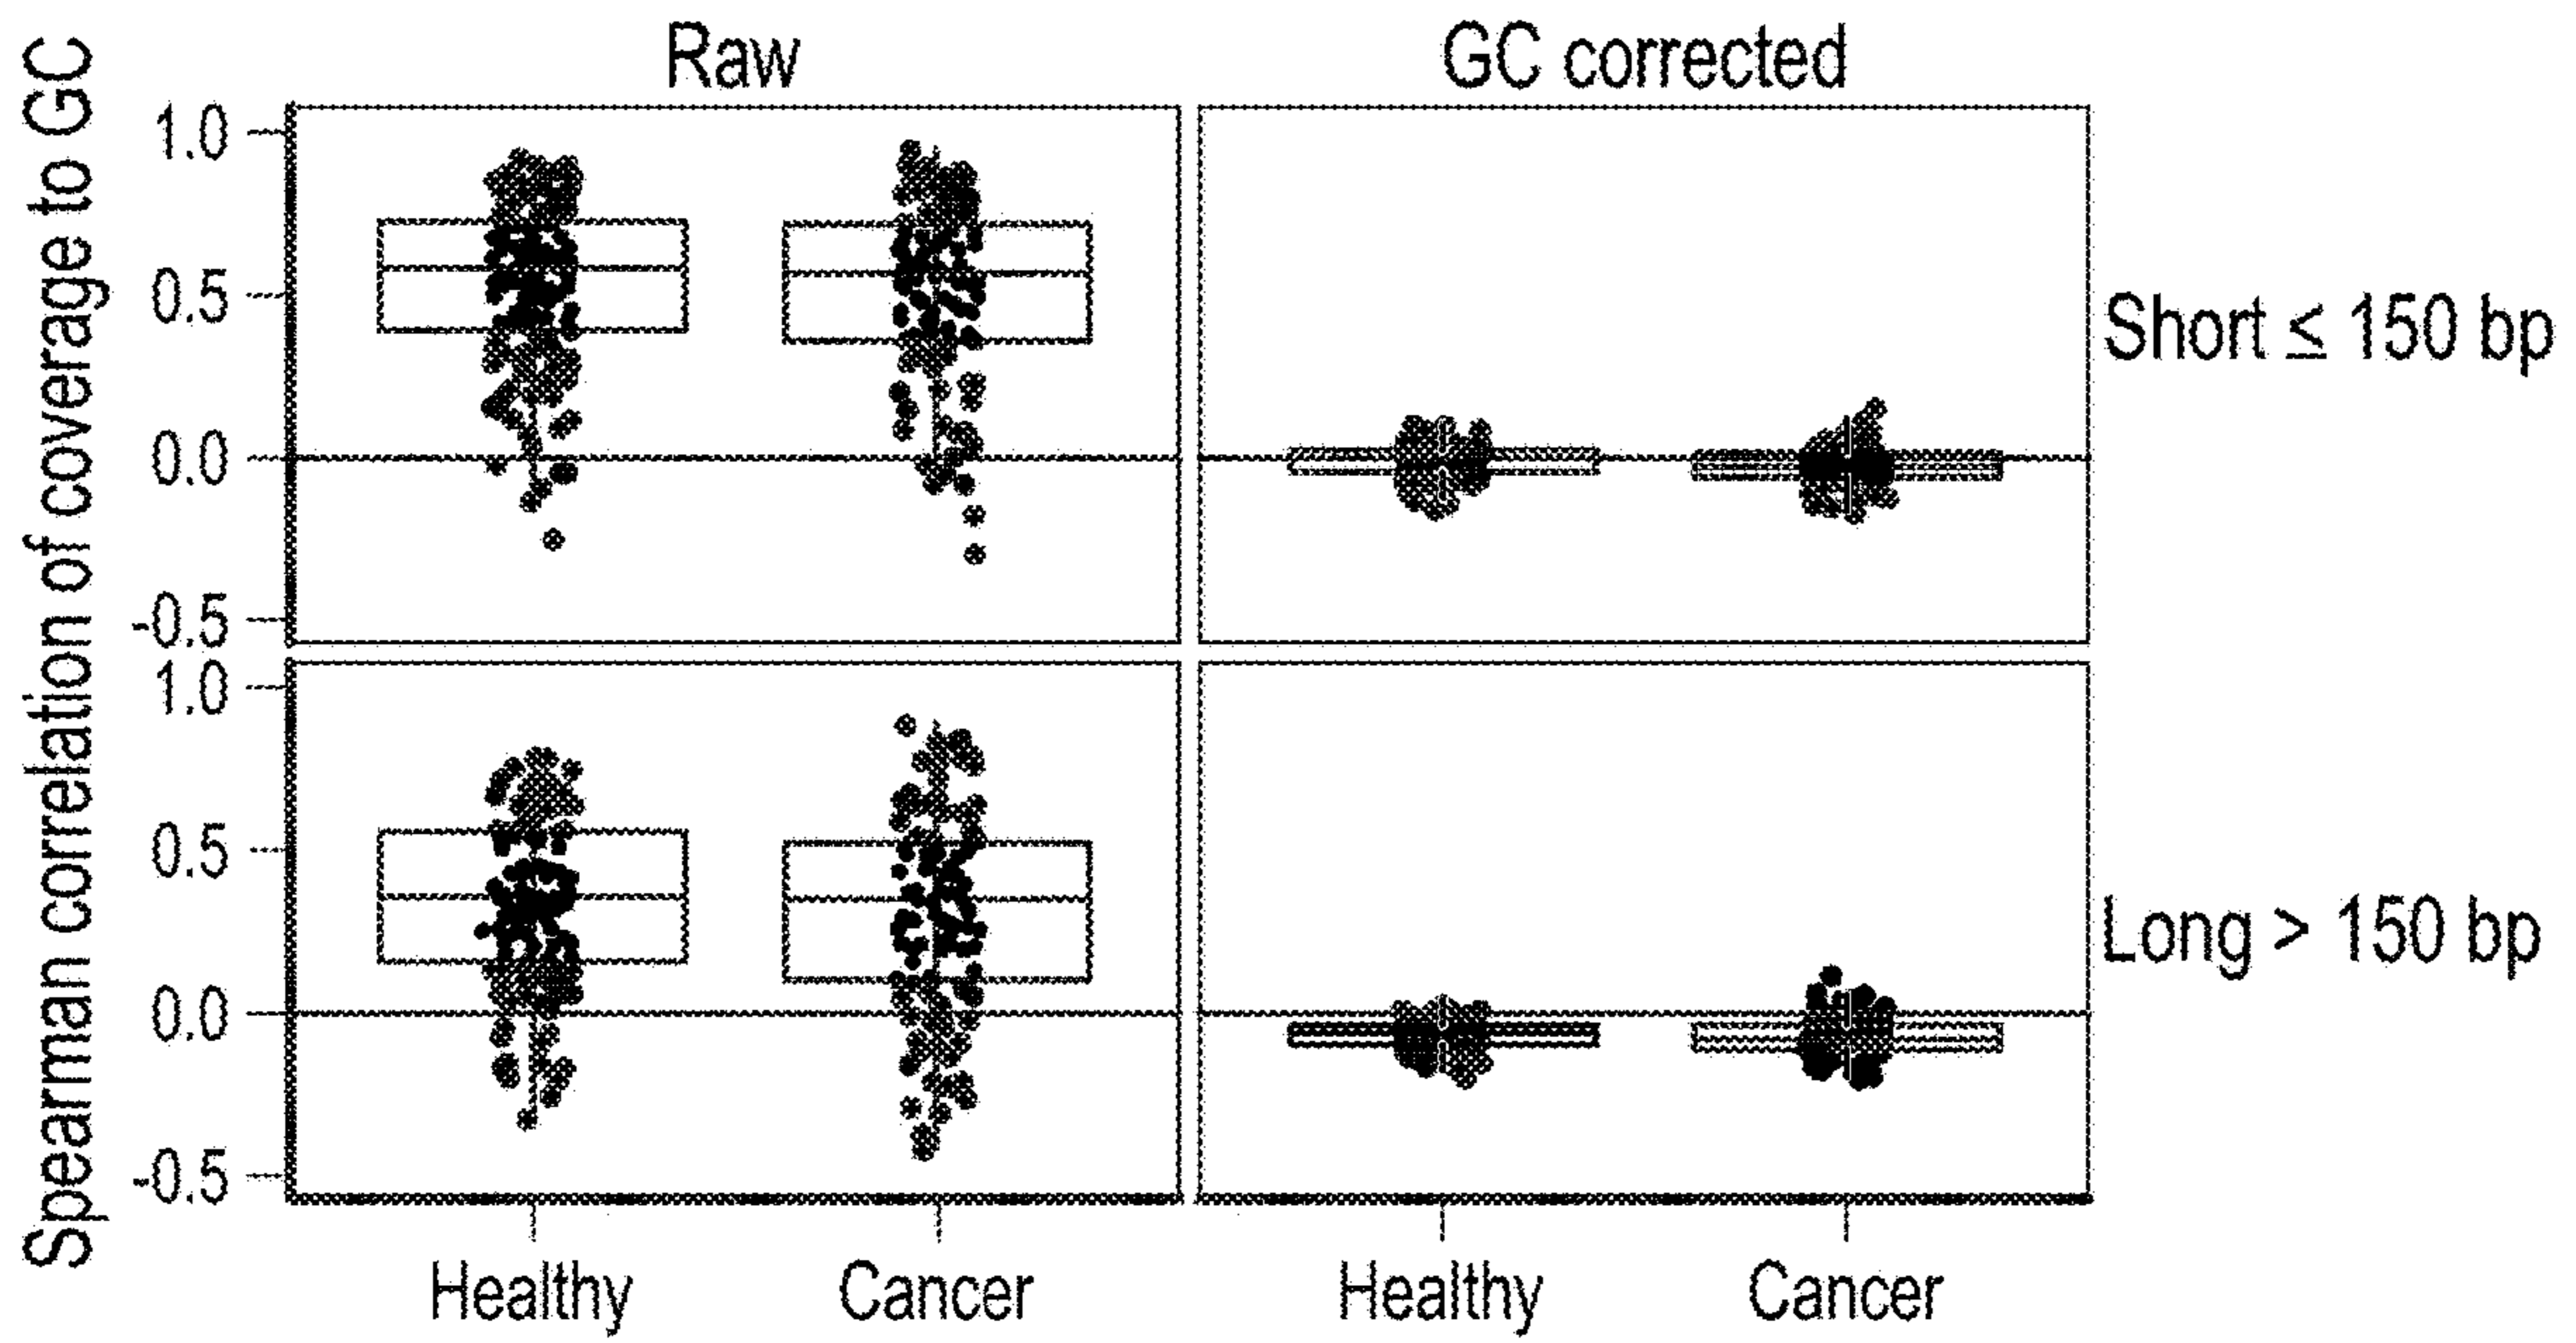 Raw
GC corrected
Spearman correlation of coverage to GC
1.0
0.5
0.0
-0.5
Short ≤ 150 bp
1.0
0.5
0.0
-0.5
Long > 150 bp
Healthy
Cancer
Healthy
Cancer